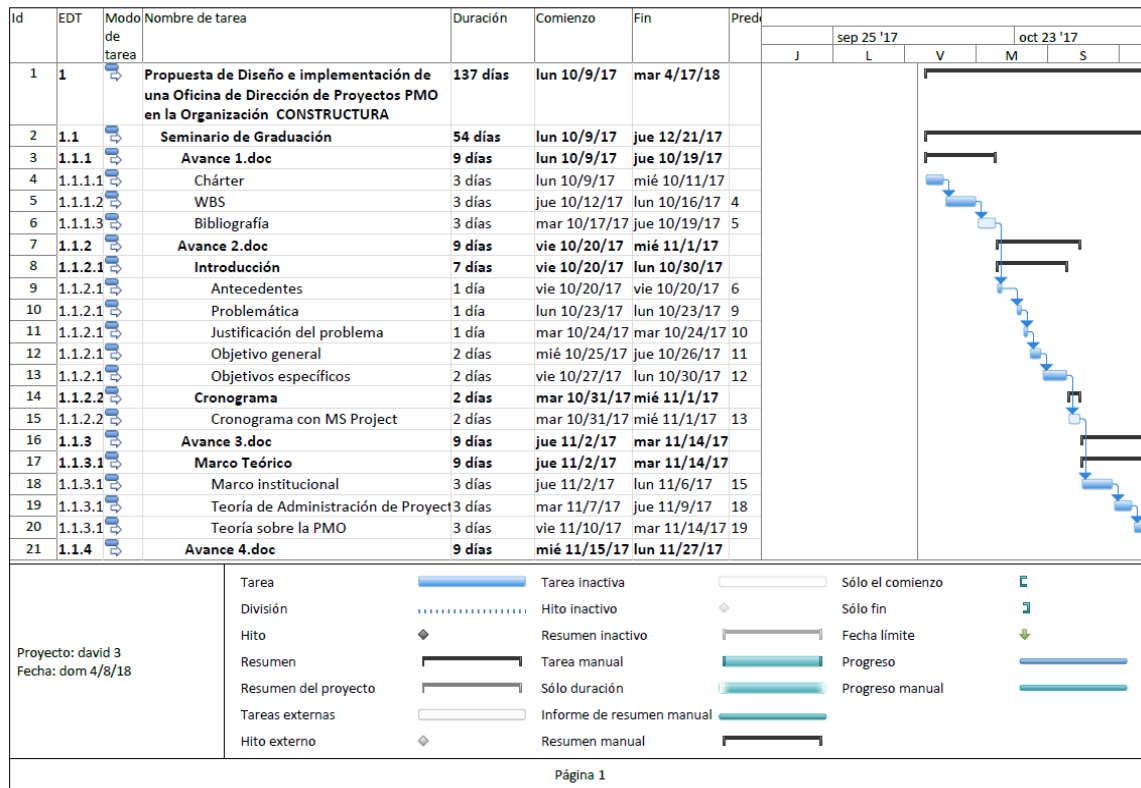 Id EDT Modo de tarea Nombre de tarea Duración Comienzo Fin Prede
sep 25 '17 oct 23 '17
J L V M S
1 1 Propuesta de Diseño e implementación de una Oficina de Dirección de Proyectos PMO en la Organización CONSTRUCTURA 137 días lun 10/9/17 mar 4/17/18
2 1.1 Seminario de Graduación 54 días lun 10/9/17 jue 12/21/17
3 1.1.1 Avance 1.doc 9 días lun 10/9/17 jue 10/19/17
4 1.1.1.1 Chárter 3 días lun 10/9/17 mié 10/11/17
5 1.1.1.2 WBS 3 días jue 10/12/17 lun 10/16/17 4
6 1.1.1.3 Bibliografía 3 días mar 10/17/17 jue 10/19/17 5
7 1.1.2 Avance 2.doc 9 días vie 10/20/17 mié 11/1/17
8 1.1.2.1 Introducción 7 días vie 10/20/17 lun 10/30/17
9 1.1.2.1 Antecedentes 1 día vie 10/20/17 vie 10/20/17 6
10 1.1.2.1 Problemática 1 día lun 10/23/17 lun 10/23/17 9
11 1.1.2.1 Justificación del problema 1 día mar 10/24/17 mar 10/24/17 10
12 1.1.2.1 Objetivo general 2 días mié 10/25/17 jue 10/26/17 11
13 1.1.2.1 Objetivos específicos 2 días vie 10/27/17 lun 10/30/17 12
14 1.1.2.2 Cronograma 2 días mar 10/31/17 mié 11/1/17
15 1.1.2.2 Cronograma con MS Project 2 días mar 10/31/17 mié 11/1/17 13
16 1.1.3 Avance 3.doc 9 días jue 11/2/17 mar 11/14/17
17 1.1.3.1 Marco Teórico 9 días jue 11/2/17 mar 11/14/17
18 1.1.3.1 Marco institucional 3 días jue 11/2/17 lun 11/6/17 15
19 1.1.3.1 Teoría de Administración de Proyect 3 días mar 11/7/17 jue 11/9/17 18
20 1.1.3.1 Teoría sobre la PMO 3 días vie 11/10/17 mar 11/14/17 19
21 1.1.4 Avance 4.doc 9 días mié 11/15/17 lun 11/27/17
Proyecto: david 3
Fecha: dom 4/8/18
Tarea
División
Hito
Resumen
Resumen del proyecto
Tareas externas
Hito externo
Tarea inactiva
Hito inactivo
Resumen inactivo
Tarea manual
Sólo duración
Informe de resumen manual
Resumen manual
Sólo el comienzo
Sólo fin
Fecha límite
Progreso
Progreso manual
Página 1